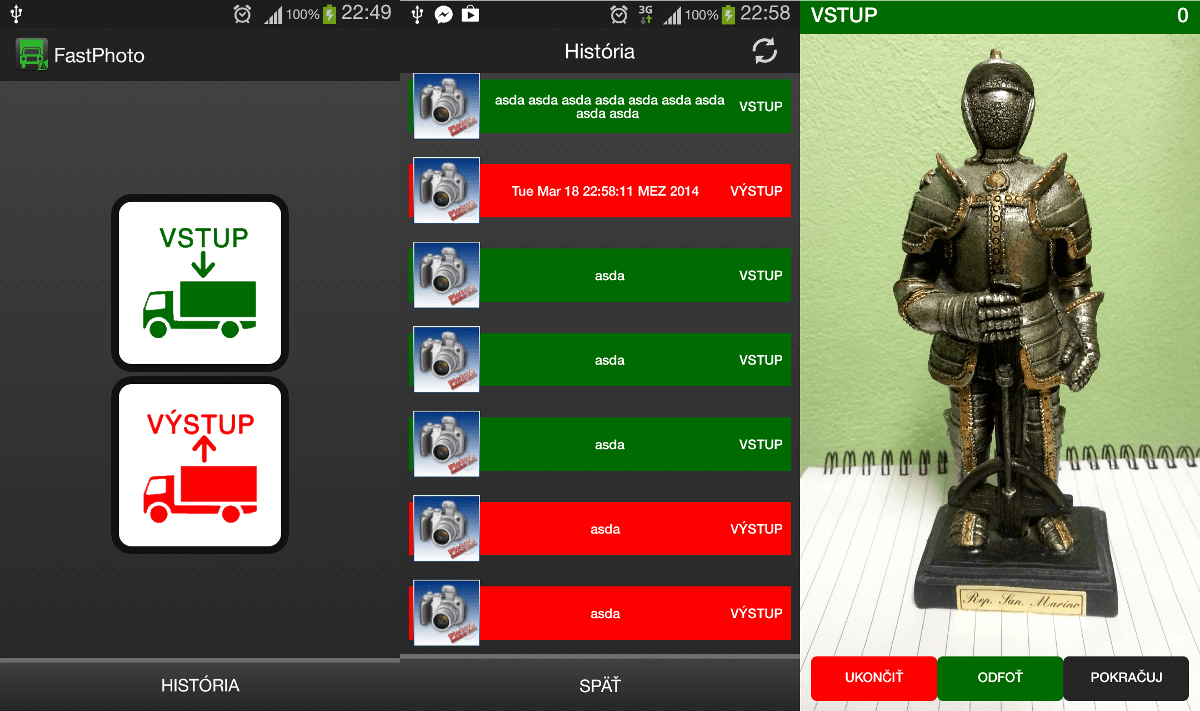 100% 22:49
FastPhoto
VSTUP
VÝSTUP
HISTÓRIA
3G 100% 22:58
História
asda asda asda asda asda asda asda
asda asda
VSTUP
Tue Mar 18 22:58:11 MEZ 2014
VÝSTUP
asda
VSTUP
asda
VSTUP
asda
VSTUP
asda
VÝSTUP
asda
VÝSTUP
SPÄŤ
VSTUP 0
Rep. San. Marino
UKONČIŤ
ODFOŤ
POKRAČUJ